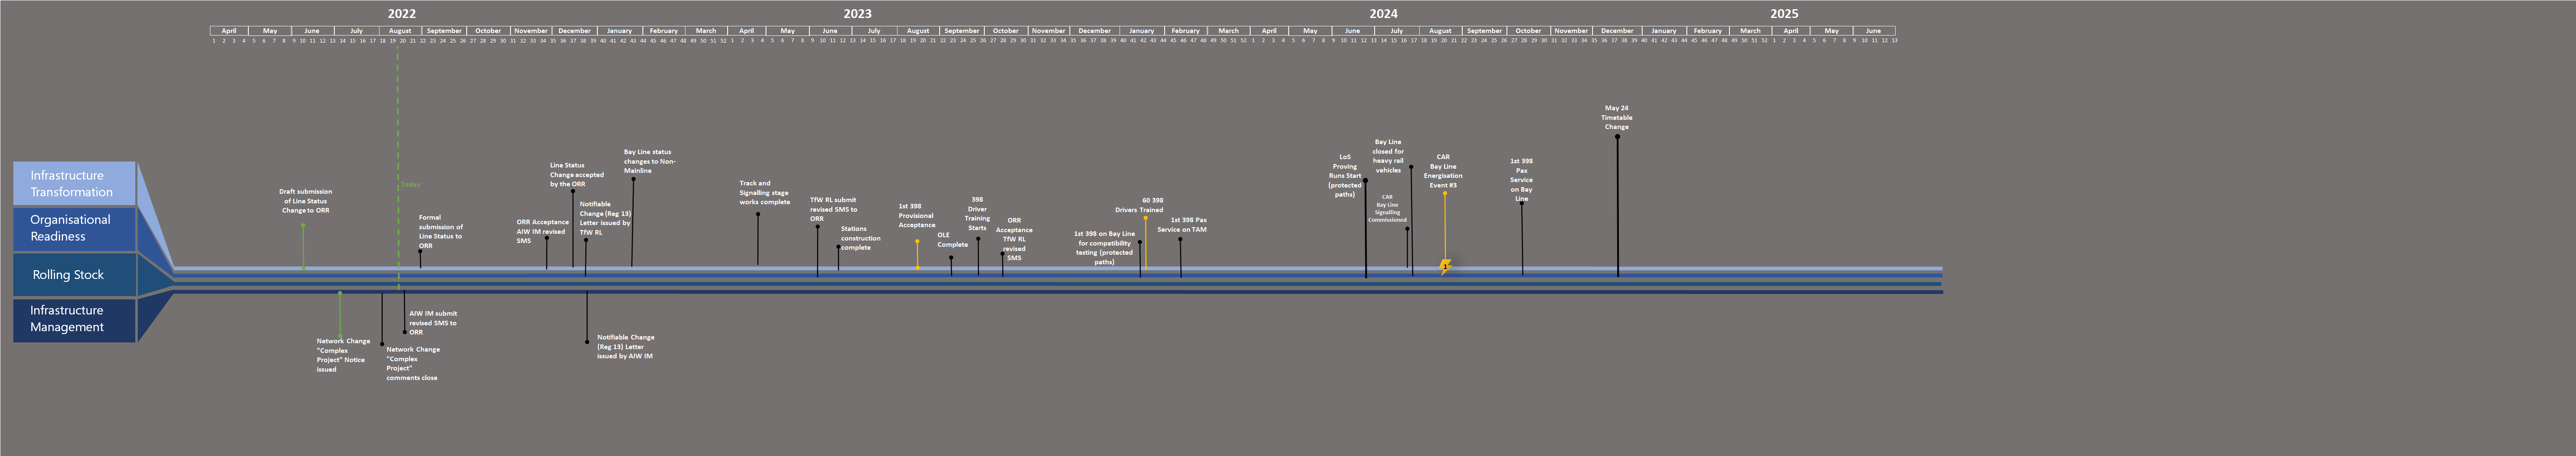 2022 2023 2024 2025
April May June July August September October November December January February March April May June July August September October November December January February March April May June July August September October November December January February March April May June
1 2 3 4 5 6 7 8 9 10 11 12 13 14 15 16 17 18 19 20 21 22 23 24 25 26 27 28 29 30 31 32 33 34 35 36 37 38 39 40 41 42 43 44 45 46 47 48 49 50 51 52 1 2 3 4 5 6 7 8 9 10 11 12 13 14 15 16 17 18 19 20 21 22 23 24 25 26 27 28 29 30 31 32 33 34 35 36 37 38 39 40 41 42 43 44 45 46 47 48 49 50 51 52 1 2 3 4 5 6 7 8 9 10 11 12 13 14 15 16 17 18 19 20 21 22 23 24 25 26 27 28 29 30 31 32 33 34 35 36 37 38 39 40 41 42 43 44 45 46 47 48 49 50 51 52 1 2 3 4 5 6 7 8 9 10 11 12 13
Infrastructure
Transformation
Organisational
Readiness
Rolling Stock
Infrastructure
Management
Draft submission
of Line Status
Change to ORR
Today
Formal
submission of
Line Status to
ORR
ORR Acceptance
AIW IM revised
SMS
Line Status
Change accepted
by the ORR
Notifiable
Change (Reg 13)
Letter issued by
TfW RL
Bay Line status
changes to Non-
Mainline
Track and
Signalling stage
works complete
TfW RL submit
revised SMS to
ORR
Stations
construction
complete
1st 398
Provisional
Acceptance
OLE
Complete
398
Driver
Training
Starts
ORR
Acceptance
TfW RL
revised
SMS
1st 398 on Bay Line
for compatibility
testing (protected
paths)
60 398
Drivers Trained
1st 398 Pax
Service on TAM
LoS
Proving
Runs Start
(protected
paths)
Bay Line
closed for
heavy rail
vehicles
CAR
Bay Line
Signalling
Commissioned
CAR
Bay Line
Energisation
Event #3
1
1st 398
Pax
Service
on Bay
Line
May 24
Timetable
Change
Network Change
"Complex
Project" Notice
issued
Network Change
"Complex
Project"
comments close
AIW IM submit
revised SMS to
ORR
Notifiable Change
(Reg 13) Letter
issued by AIW IM